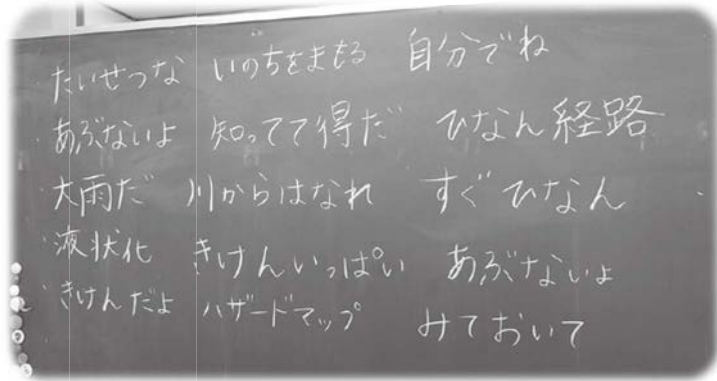 たいせつな いのちをまもる 自分でね
あぶないよ 知ってて得だ ひなん経路
大雨だ 川からはなれ すぐひなん
液状化 きけんいっぱい あぶないよ
きけんだよ ハザードマップ みておいて